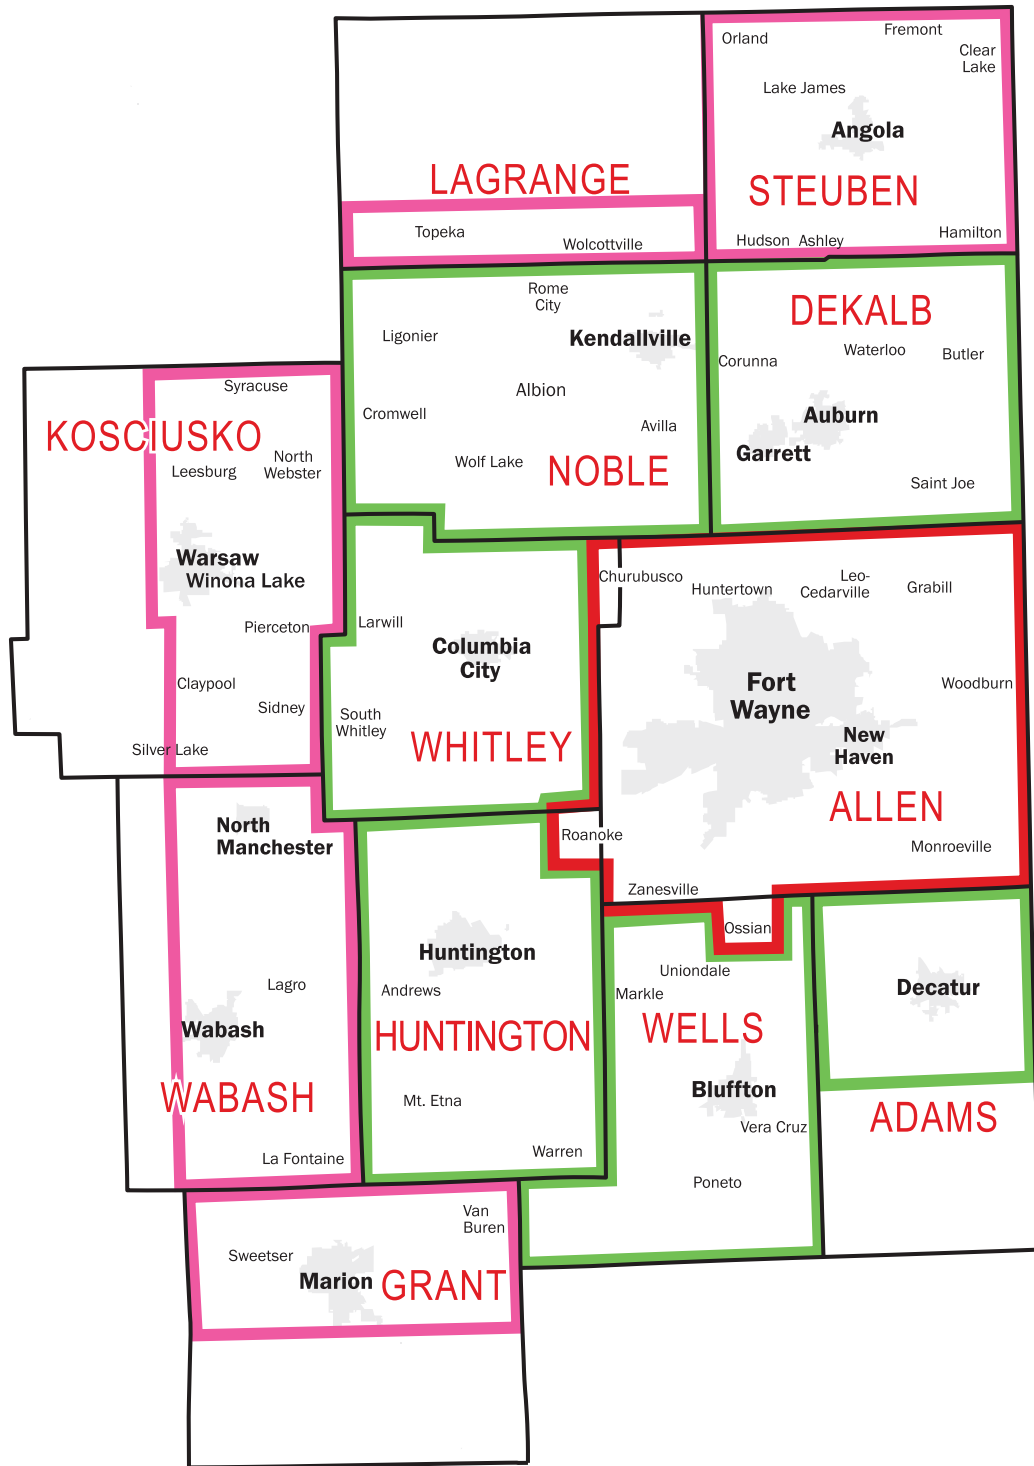 Orland
Fremont
Clear
Lake
Lake James
Angola
STEUBEN
Hudson
Ashley
Hamilton
LAGRANGE
Topeka
Wolcottville
Rome
City
Ligonier
Kendallville
Albion
Cromwell
Avilla
Wolf Lake
NOBLE
DEKALB
Corunna
Waterloo
Butler
Auburn
Garrett
Saint Joe
Syracuse
KOSCIUSKO
Leesburg
North
Webster
Warsaw
Winona Lake
Pierceton
Claypool
Sidney
Silver Lake
Larwill
Columbia
City
South
Whitley
WHITLEY
Churubusco
Huntertown
Leo-
Cedarville
Grabill
Fort
Wayne
Woodburn
New
Haven
ALLEN
Monroeville
Roanoke
Zanesville
North
Manchester
Lagro
Wabash
WABASH
La Fontaine
Huntington
Andrews
HUNTINGTON
Mt. Etna
Warren
Ossian
Uniondale
Markle
WELLS
Bluffton
Vera Cruz
Poneto
Decatur
ADAMS
Van
Buren
Sweetser
Marion
GRANT